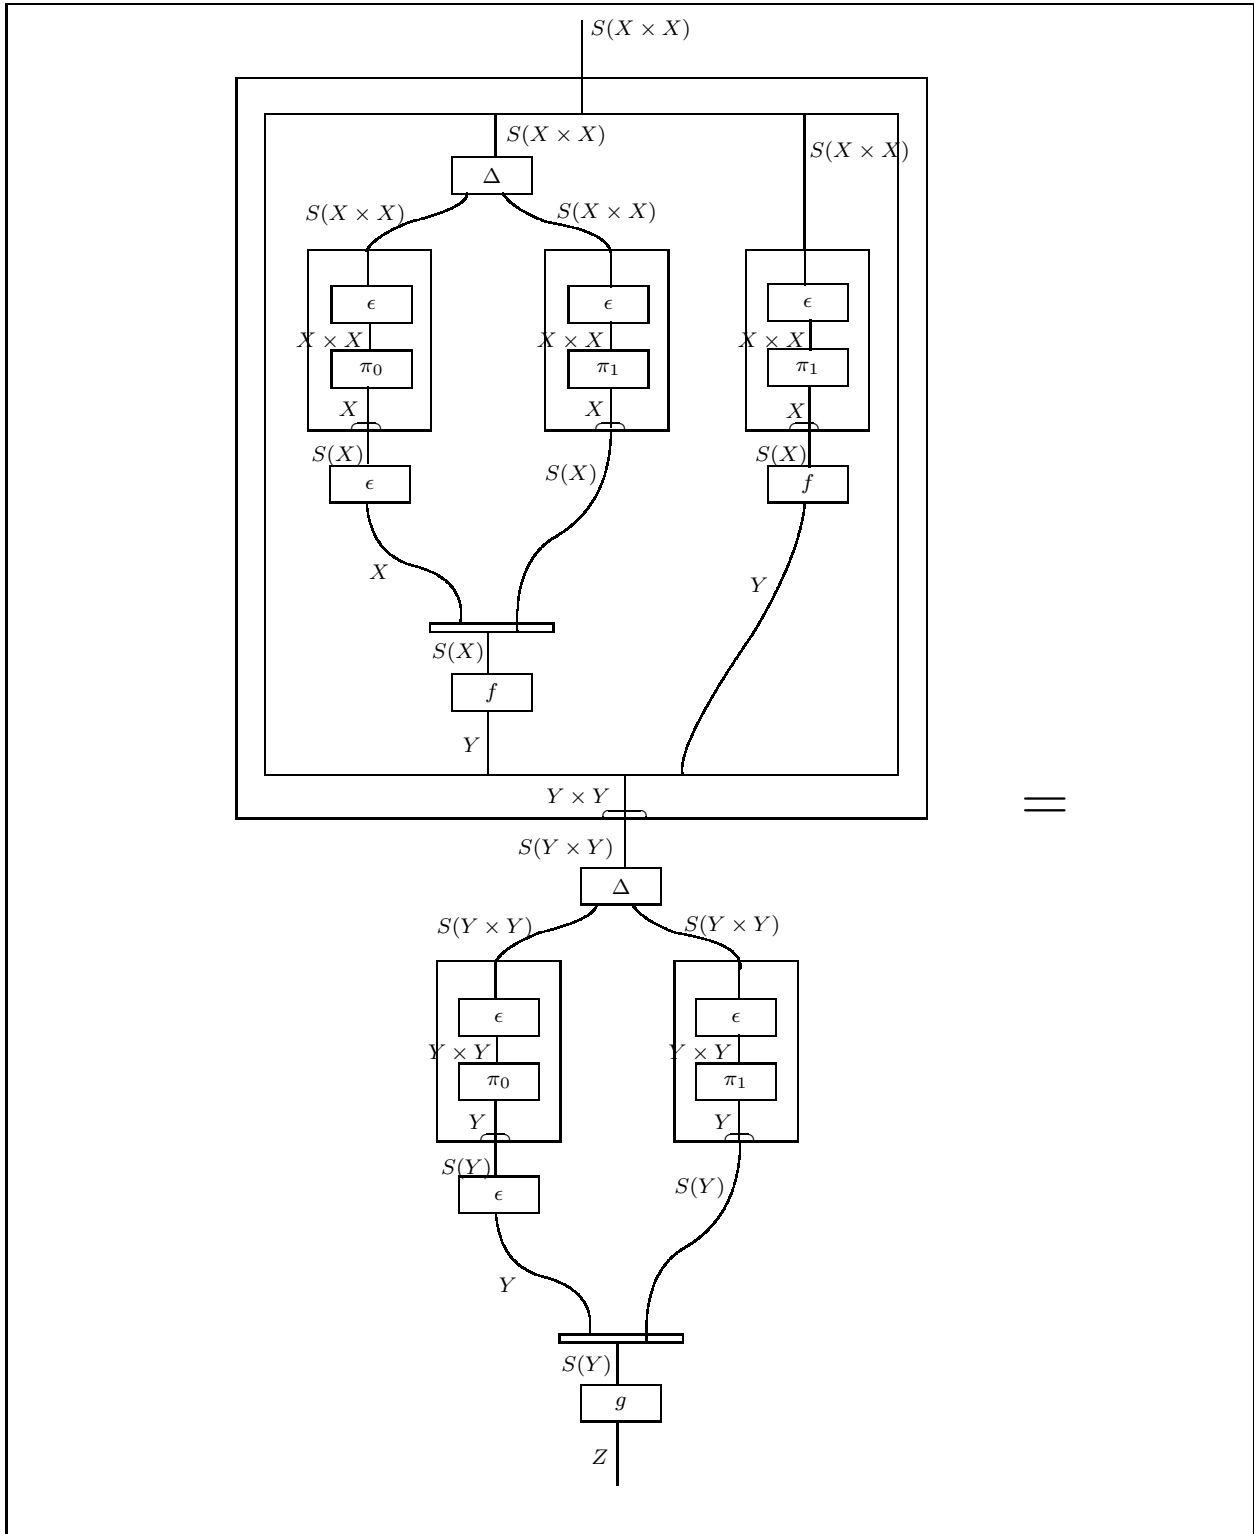 S(X × X)
S(X × X)
S(X × X)
Δ
S(X × X)
S(X × X)
ϵ
ϵ
ϵ
X × X
X × X
X × X
π₀
π₁
π₁
X
X
X
S(X)
S(X)
S(X)
ϵ
f
X
Y
S(X)
f
Y
Y × Y
=
S(Y × Y)
Δ
S(Y × Y)
S(Y × Y)
ϵ
ϵ
Y × Y
Y × Y
π₀
π₁
Y
Y
S(Y)
S(Y)
ϵ
Y
S(Y)
g
Z